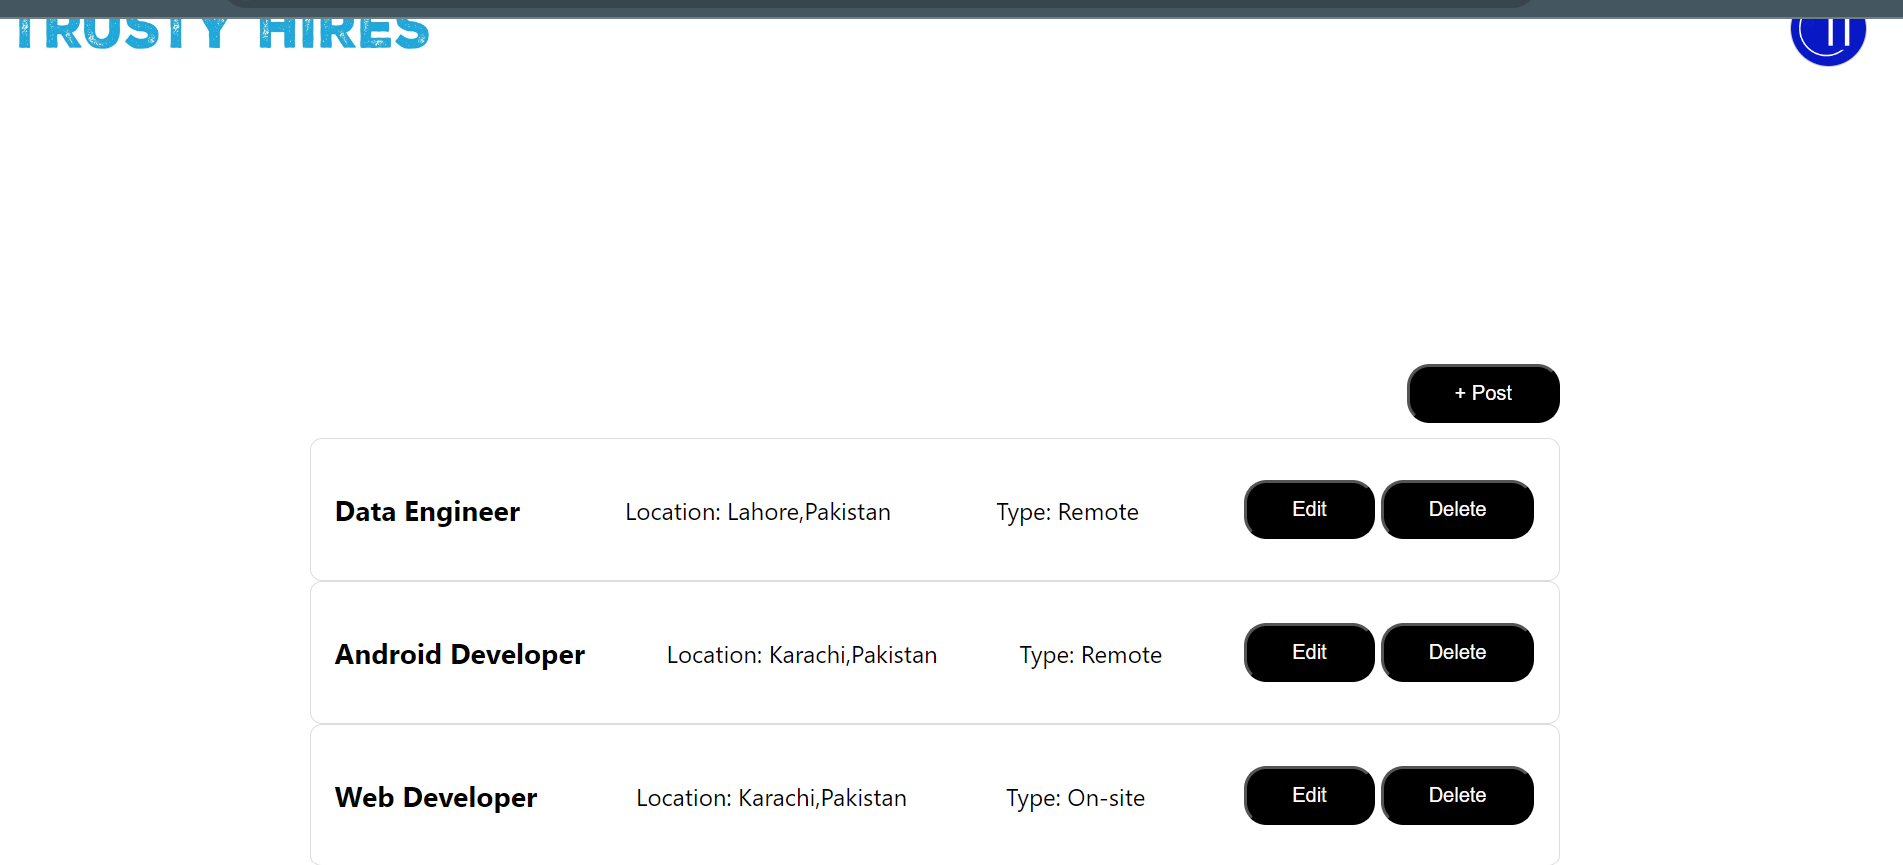 TRUSTY HIRES
+ Post
Data Engineer Location: Lahore,Pakistan Type: Remote Edit Delete
Android Developer Location: Karachi,Pakistan Type: Remote Edit Delete
Web Developer Location: Karachi,Pakistan Type: On-site Edit Delete